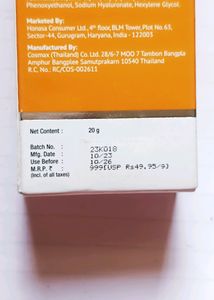 Phenoxyethanol, Sodium Hyaluronate, Hexylene Glycol.
Marketed By:
Honasa Consumer Ltd., 4th floor, BLM Tower, Plot No.63,
Sector-44, Gurugram, Haryana, India - 122003
Manufactured By:
Cosmax (Thailand) Co. Ltd. 28/6-7 MOO 7 Tambon Bangpla
Amphur Bangplee Samutprakarn 10540 Thailand
R.C. No.: RC/COS-002611
Net Content : 20 g
Batch No. : 23KO18
Mfg. Date : 10/23
Use Before : 10/26
M.R.P. ₹ : 999[USP Rs49.95/g]
(Incl. of all taxes)